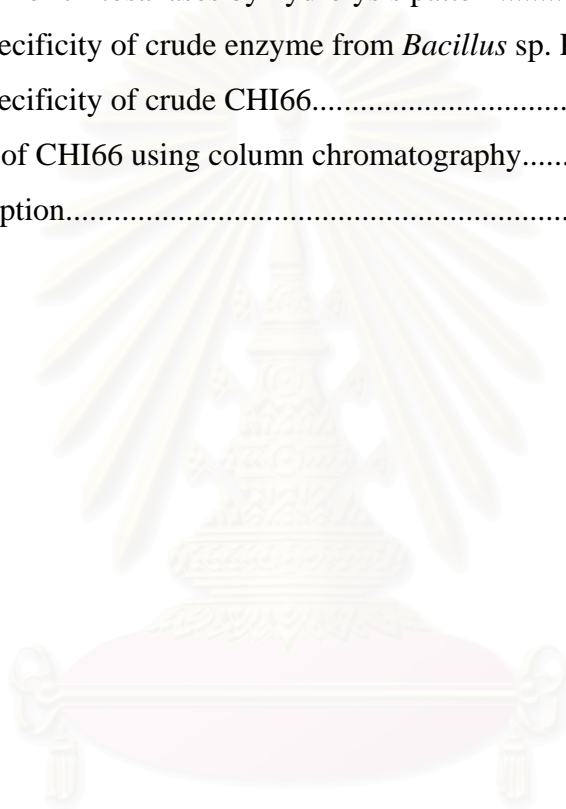 ecificity of crude enzyme from Bacillus sp.
ecificity of crude CHI66..................................
of CHI66 using column chromatography......
ption................................................................